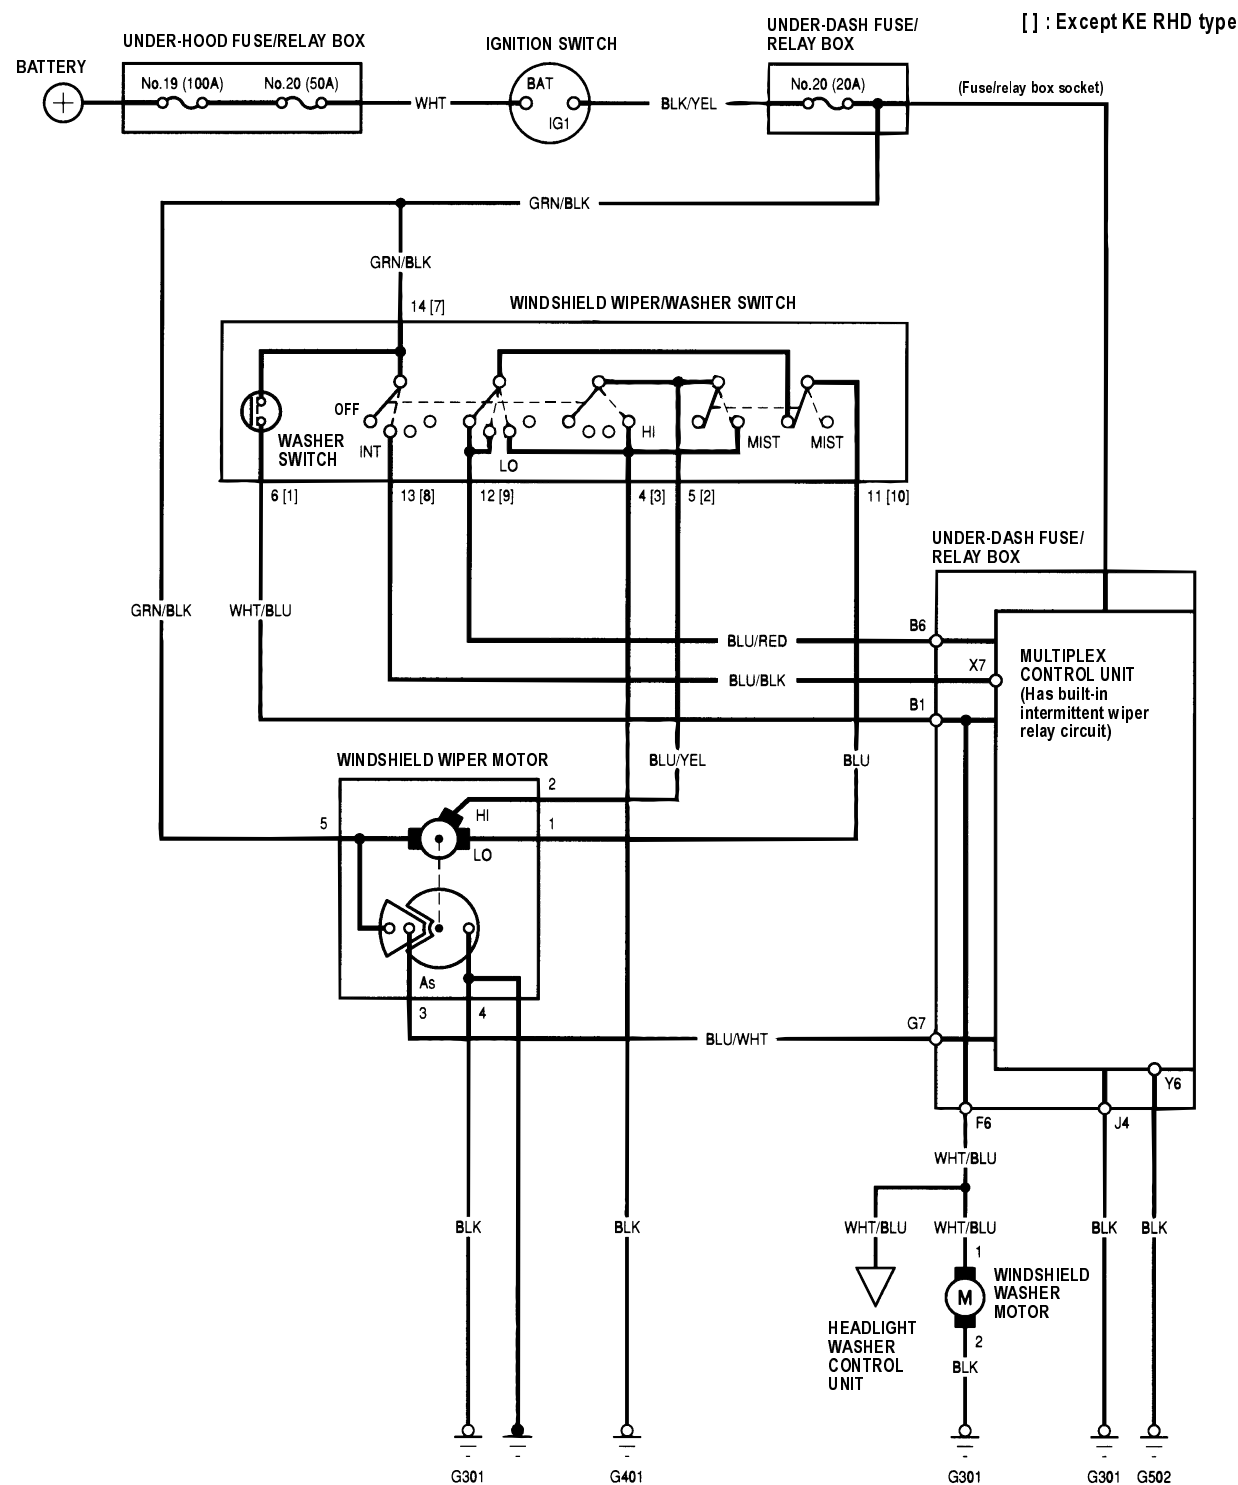 [ ] : Except KE RHD type
UNDER-HOOD FUSE/RELAY BOX
IGNITION SWITCH
UNDER-DASH FUSE/
RELAY BOX
BATTERY
No.19 (100A)
No.20 (50A)
BAT
IG1
No.20 (20A)
(Fuse/relay box socket)
WHT
BLK/YEL
GRN/BLK
GRN/BLK
14 [7]
WINDSHIELD WIPER/WASHER SWITCH
OFF
INT
WASHER
SWITCH
LO
HI
MIST
MIST
6 [1]
13 [8]
12 [9]
4 [3]
5 [2]
11 [10]
UNDER-DASH FUSE/
RELAY BOX
GRN/BLK
WHT/BLU
BLU/RED
B6
BLU/BLK
X7
B1
MULTIPLEX
CONTROL UNIT
(Has built-in
intermittent wiper
relay circuit)
WINDSHIELD WIPER MOTOR
BLU/YEL
BLU
2
HI
5
1
LO
As
3
4
BLU/WHT
G7
Y6
F6
J4
WHT/BLU
BLK
BLK
WHT/BLU
WHT/BLU
BLK
BLK
1
M
WINDSHIELD
WASHER
MOTOR
HEADLIGHT
WASHER
CONTROL
UNIT
2
BLK
G301
G401
G301
G301
G502